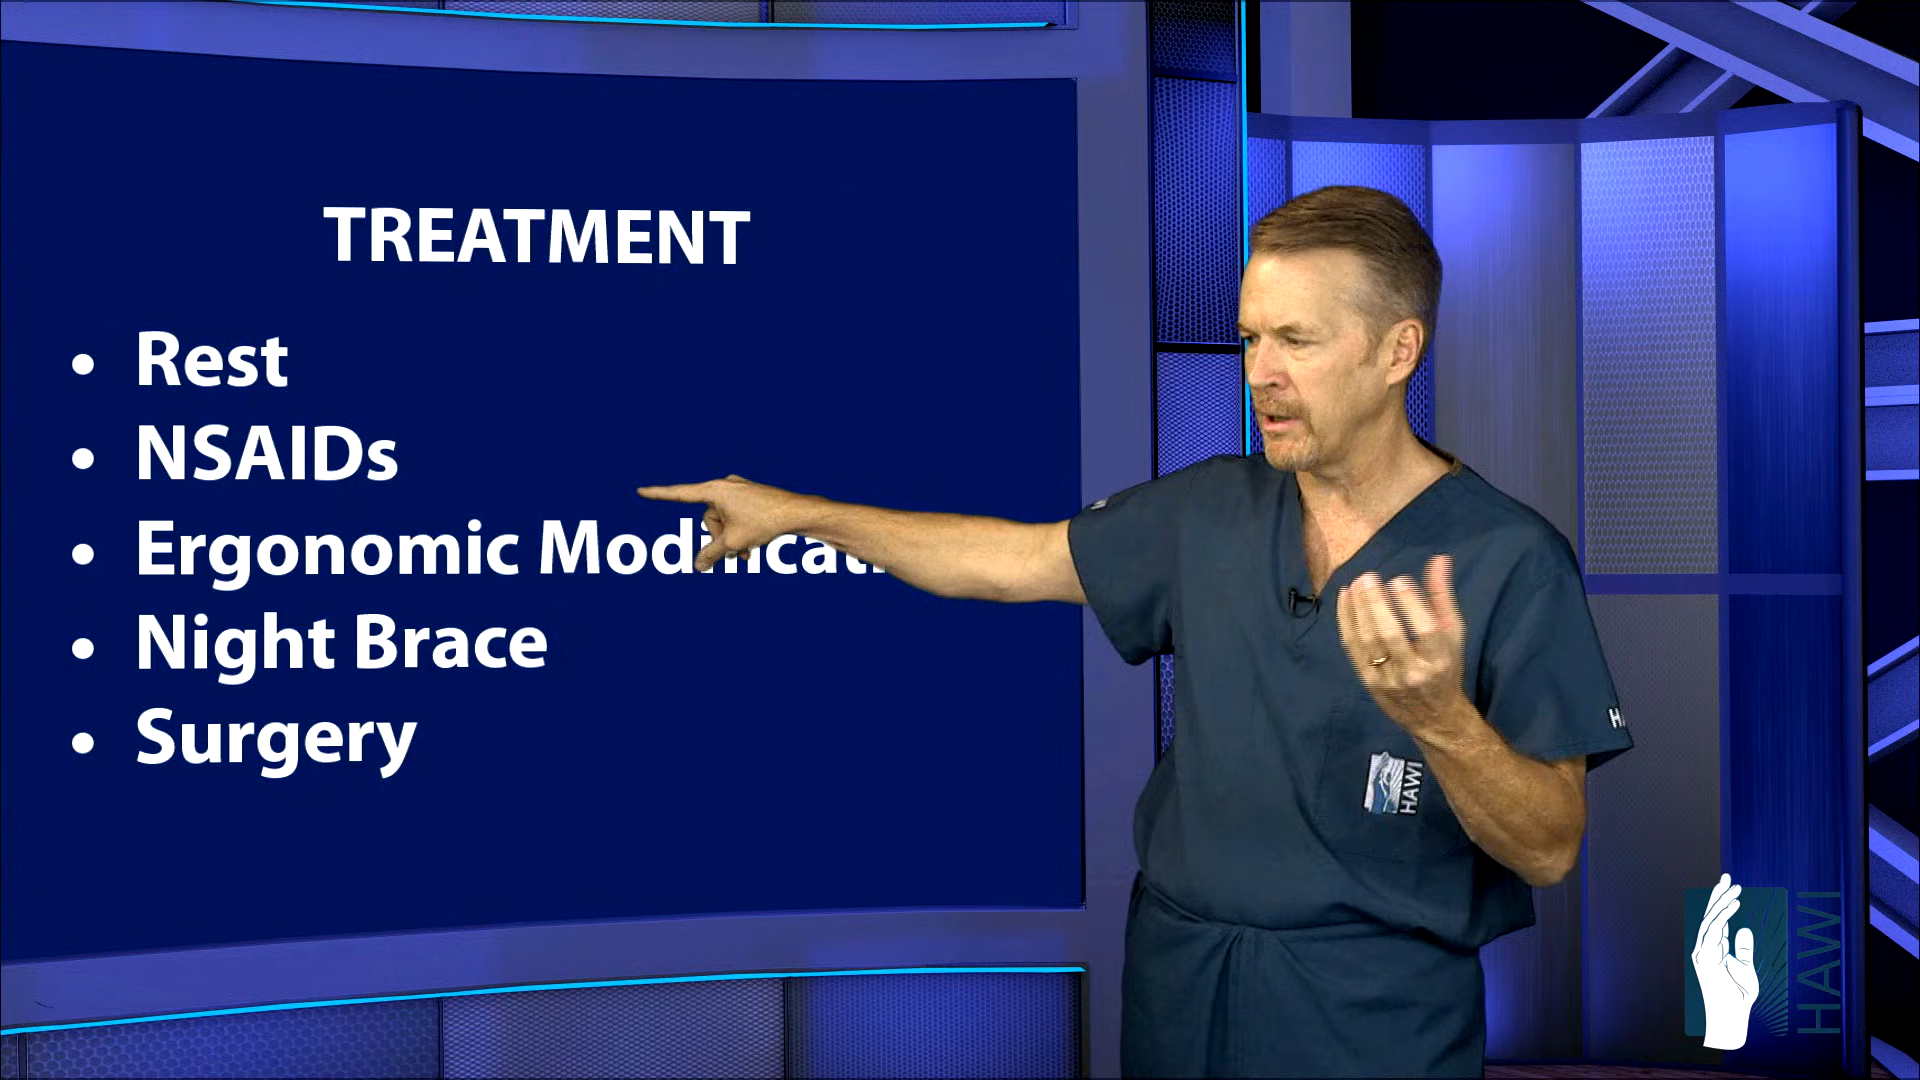 TREATMENT
• Rest
• NSAIDs
• Ergonomic
• Night Brace
• Surgery
HAWI
HAWI